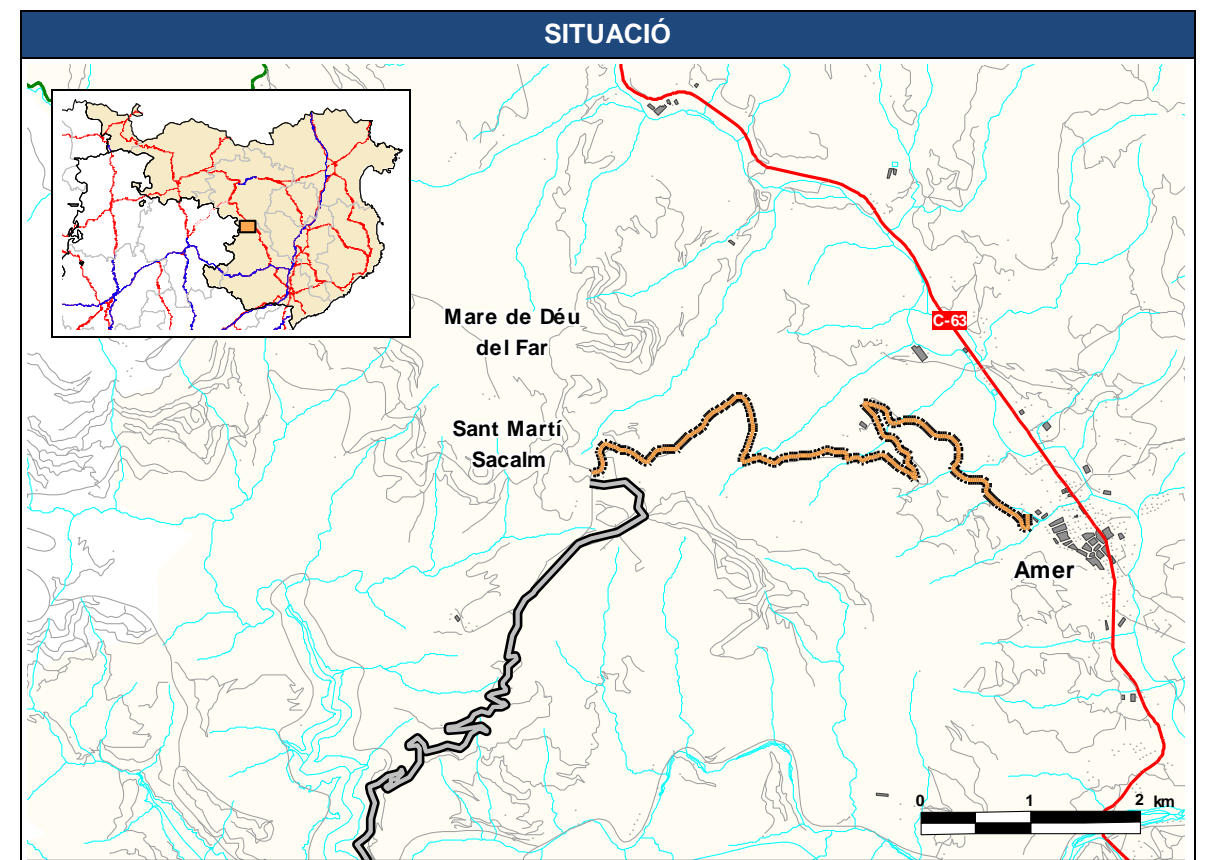 SITUACIÓ
Mare de Déu
del Far
C-63
Sant Martí
Sacalm
Amer
0 1 2 km